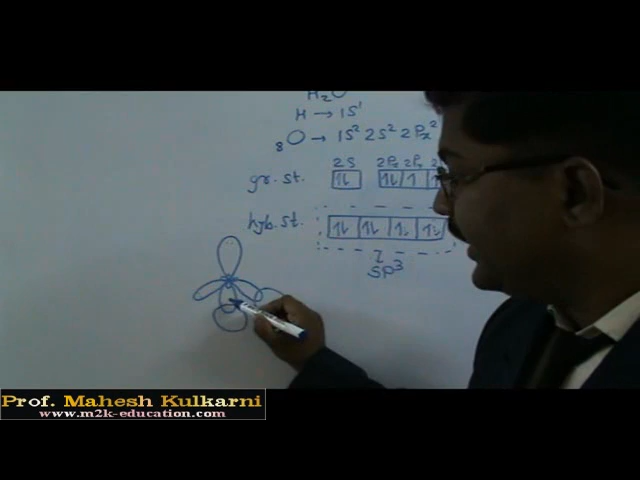 H2O
H → 1S¹
8O → 1S² 2S² 2Px²
2S 2Px 2Py 2
gr. st. ↿⇂ ↿⇂ ↿ ↿
hyb. st. ↿⇂ ↿⇂ ↿⇂ ↿⇂
SP³
Prof. Mahesh Kulkarni
www.m2k-education.com